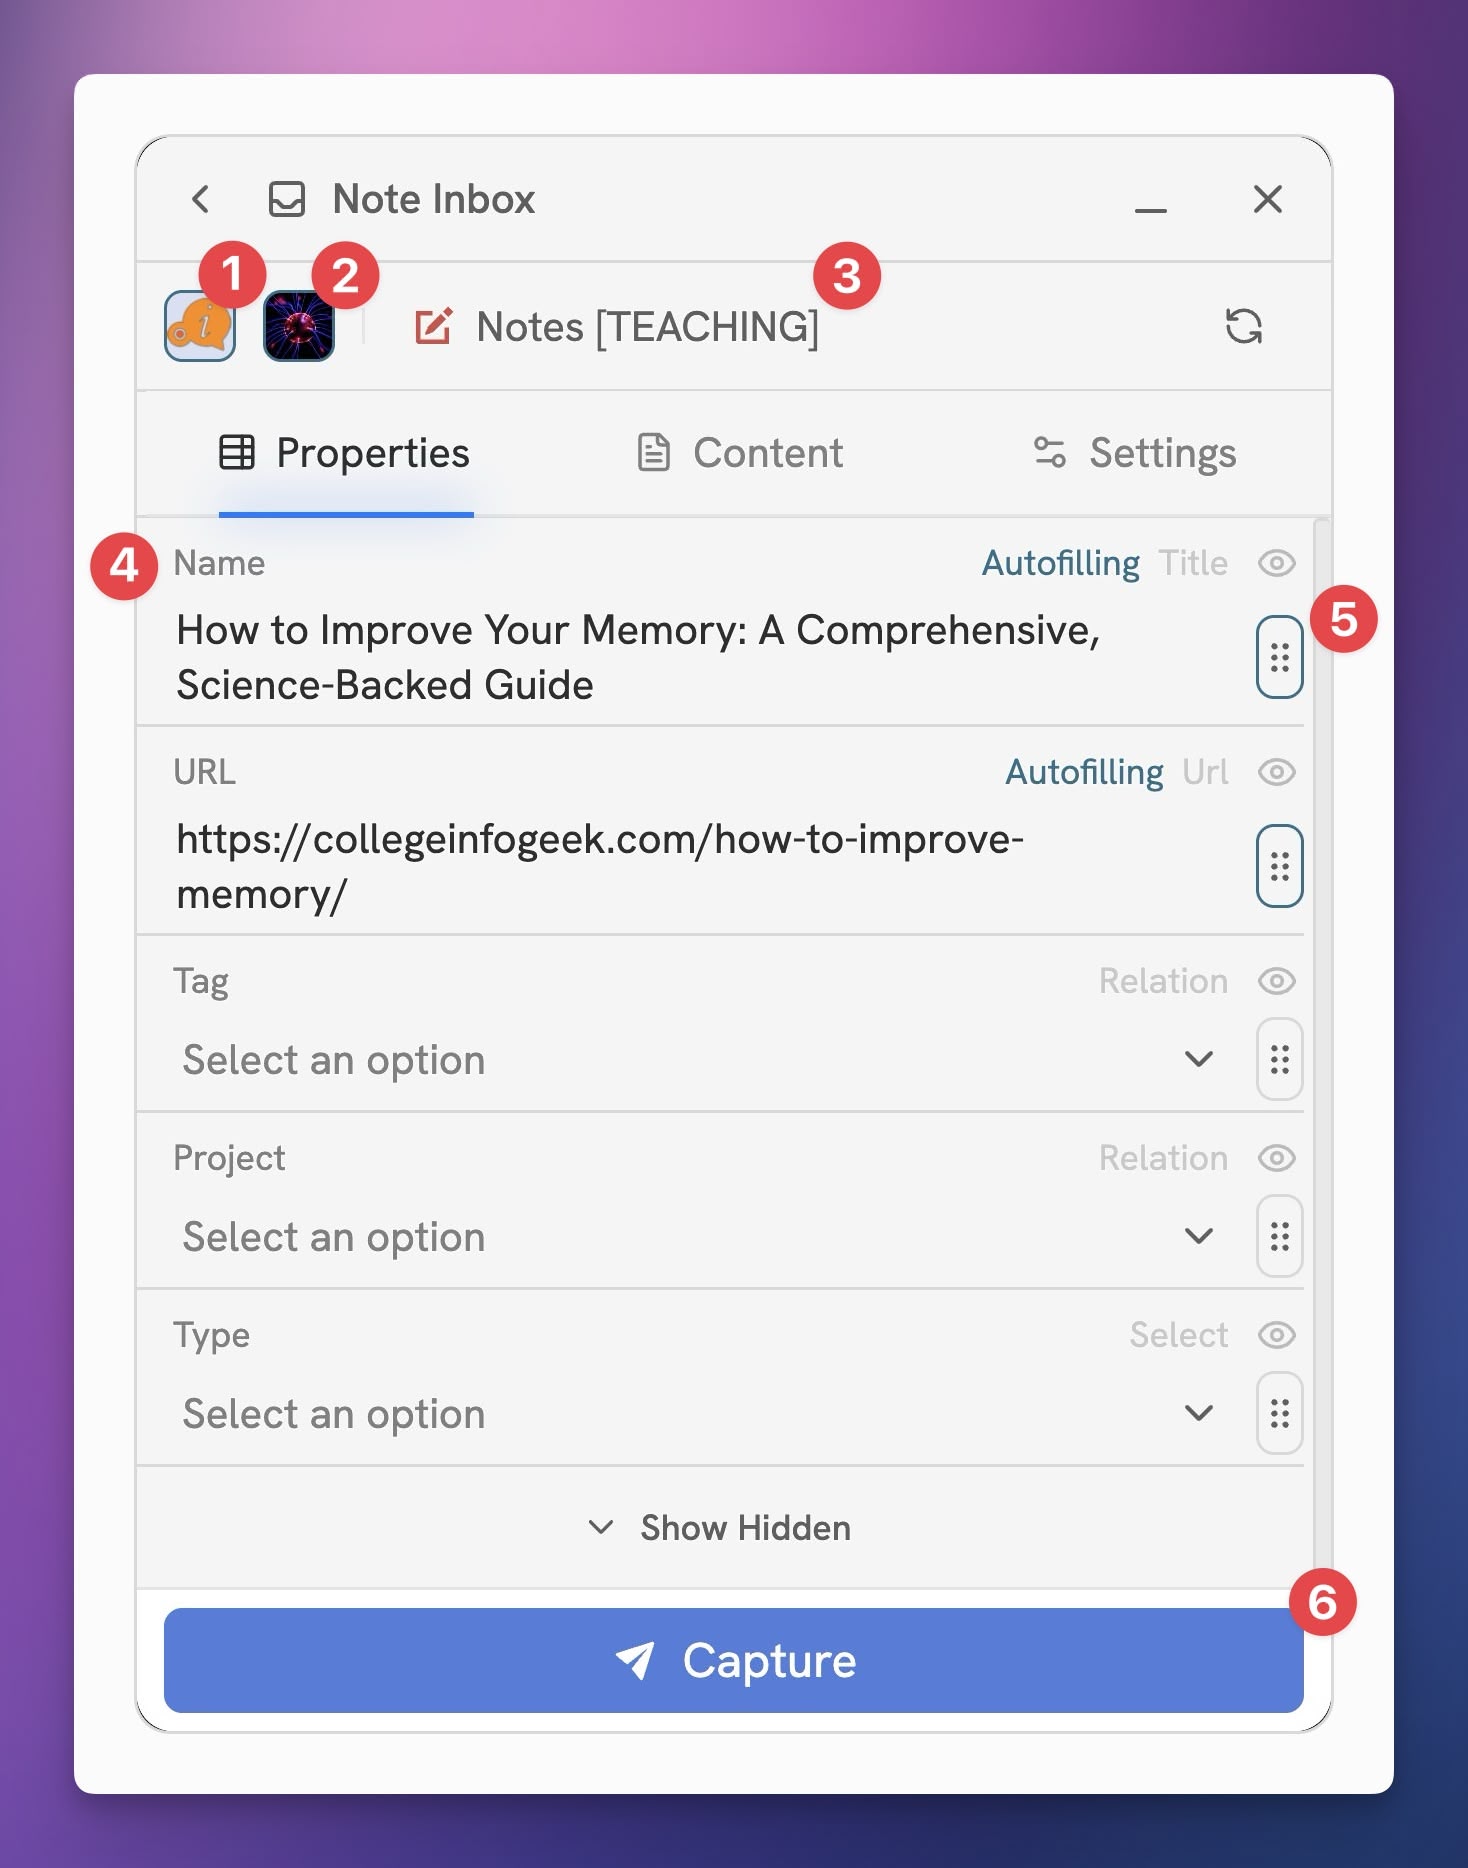 Note Inbox
1
2
3
i
Notes [TEACHING]
Properties
Content
Settings
4
Name
Autofilling Title
5
How to Improve Your Memory: A Comprehensive,
Science-Backed Guide
URL
Autofilling Url
https://collegeinfogeek.com/how-to-improve-
memory/
Tag
Relation
Select an option
Project
Relation
Select an option
Type
Select
Select an option
Show Hidden
6
Capture